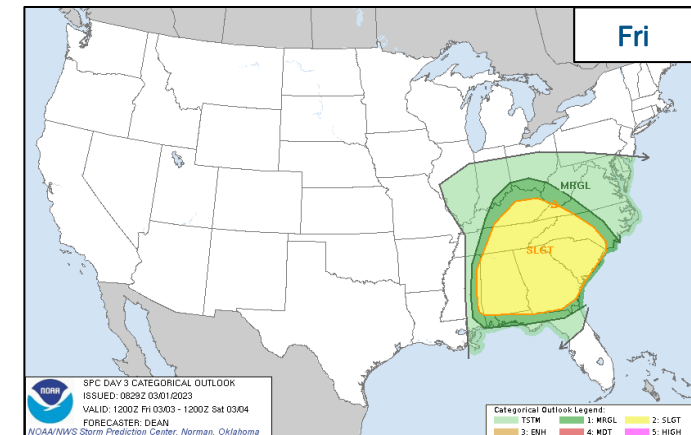 Fri
MRGL
SLGT
NOAA
SPC DAY 3 CATEGORICAL OUTLOOK
ISSUED: 0829Z 03/01/2023
VALID: 1200Z Fri 03/03 - 1200Z Sat 03/04
FORECASTER: DEAN
NOAA/NWS Storm Prediction Center, Norman, Oklahoma
Categorical Outlook Legend:
TSTM 1: MRGL 2: SLGT
3: ENH 4: MDT 5: HIGH